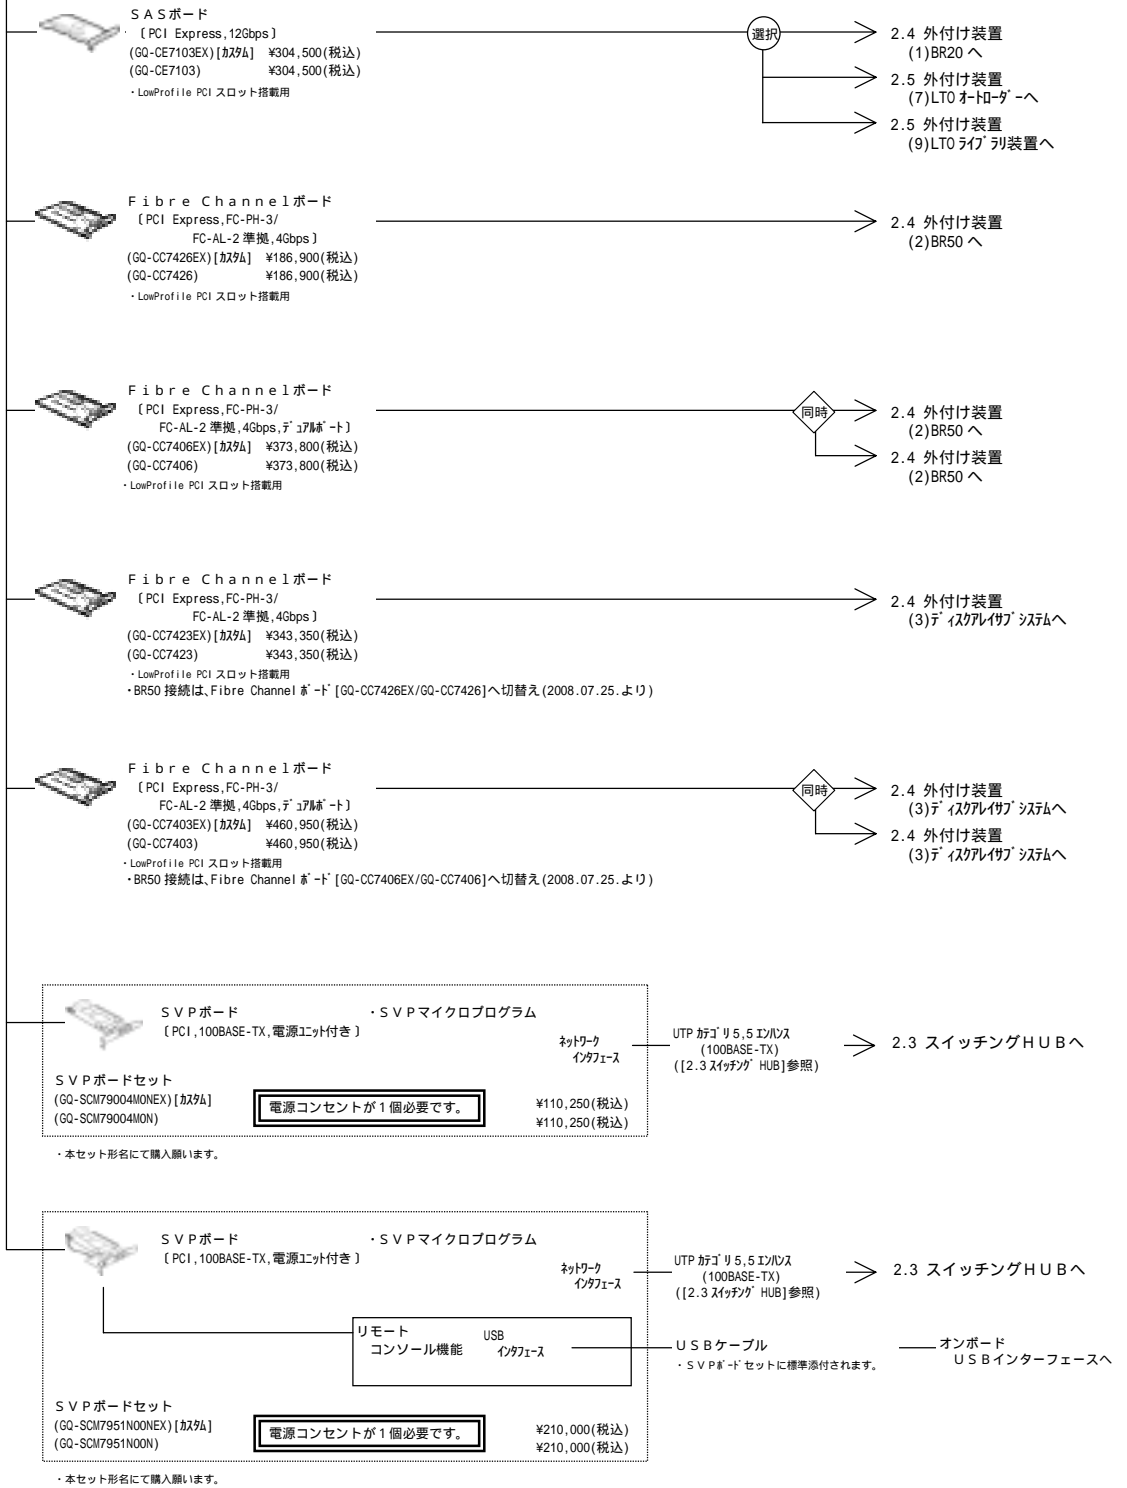 ＳＡＳボード
〔PCI Express,12Gbps〕
(GQ-CE7103EX)[ｶｽﾀﾑ] ¥304,500(税込)
(GQ-CE7103) ¥304,500(税込)
・LowProfile PCI スロット搭載用
選択
2.4 外付け装置
(1)BR20 へ
2.5 外付け装置
(7)LTO ｵｰﾄﾛｰﾀﾞｰへ
2.5 外付け装置
(9)LTO ﾗｲﾌﾞﾗﾘ装置へ
Ｆｉｂｒｅ Ｃｈａｎｎｅｌボード
〔PCI Express,FC-PH-3/
FC-AL-2 準拠,4Gbps〕
(GQ-CC7426EX)[ｶｽﾀﾑ] ¥186,900(税込)
(GQ-CC7426) ¥186,900(税込)
・LowProfile PCI スロット搭載用
2.4 外付け装置
(2)BR50 へ
Ｆｉｂｒｅ Ｃｈａｎｎｅｌボード
〔PCI Express,FC-PH-3/
FC-AL-2 準拠,4Gbps,ﾃﾞｭｱﾙﾎﾟｰﾄ〕
(GQ-CC7406EX)[ｶｽﾀﾑ] ¥373,800(税込)
(GQ-CC7406) ¥373,800(税込)
・LowProfile PCI スロット搭載用
同時
2.4 外付け装置
(2)BR50 へ
2.4 外付け装置
(2)BR50 へ
Ｆｉｂｒｅ Ｃｈａｎｎｅｌボード
〔PCI Express,FC-PH-3/
FC-AL-2 準拠,4Gbps〕
(GQ-CC7423EX)[ｶｽﾀﾑ] ¥343,350(税込)
(GQ-CC7423) ¥343,350(税込)
・LowProfile PCI スロット搭載用
・BR50 接続は、Fibre Channel ﾎﾞｰﾄﾞ[GQ-CC7426EX/GQ-CC7426]へ切替え(2008.07.25.より)
2.4 外付け装置
(3)ﾃﾞｨｽｸｱﾚｲｻﾌﾞｼｽﾃﾑへ
Ｆｉｂｒｅ Ｃｈａｎｎｅｌボード
〔PCI Express,FC-PH-3/
FC-AL-2 準拠,4Gbps,ﾃﾞｭｱﾙﾎﾟｰﾄ〕
(GQ-CC7403EX)[ｶｽﾀﾑ] ¥460,950(税込)
(GQ-CC7403) ¥460,950(税込)
・LowProfile PCI スロット搭載用
・BR50 接続は、Fibre Channel ﾎﾞｰﾄﾞ[GQ-CC7406EX/GQ-CC7406]へ切替え(2008.07.25.より)
同時
2.4 外付け装置
(3)ﾃﾞｨｽｸｱﾚｲｻﾌﾞｼｽﾃﾑへ
2.4 外付け装置
(3)ﾃﾞｨｽｸｱﾚｲｻﾌﾞｼｽﾃﾑへ
ＳＶＰボード ・ＳＶＰマイクロプログラム
〔PCI,100BASE-TX,電源ﾕﾆｯﾄ付き〕
ﾈｯﾄﾜｰｸ
ｲﾝﾀﾌｪｰｽ
UTP ｶﾃｺﾞﾘ 5,5 ｴﾝﾊﾝｽ
(100BASE-TX)
([2.3 ｽｲｯﾁﾝｸﾞ HUB]参照)
2.3 スイッチングＨＵＢへ
ＳＶＰボードセット
(GQ-SCM79004MONEX)[ｶｽﾀﾑ] ¥110,250(税込)
(GQ-SCM79004MON) ¥110,250(税込)
電源コンセントが１個必要です。
・本セット形名にて購入願います。
ＳＶＰボード ・ＳＶＰマイクロプログラム
〔PCI,100BASE-TX,電源ﾕﾆｯﾄ付き〕
ﾈｯﾄﾜｰｸ
ｲﾝﾀﾌｪｰｽ
UTP ｶﾃｺﾞﾘ 5,5 ｴﾝﾊﾝｽ
(100BASE-TX)
([2.3 ｽｲｯﾁﾝｸﾞ HUB]参照)
2.3 スイッチングＨＵＢへ
リモート
コンソール機能
USB
ｲﾝﾀﾌｪｰｽ
ＵＳＢケーブル
・ＳＶＰﾎﾞｰﾄﾞセットに標準添付されます。
オンボード
ＵＳＢインターフェースへ
ＳＶＰボードセット
(GQ-SCM7951N00NEX)[ｶｽﾀﾑ] ¥210,000(税込)
(GQ-SCM7951N00N) ¥210,000(税込)
電源コンセントが１個必要です。
・本セット形名にて購入願います。